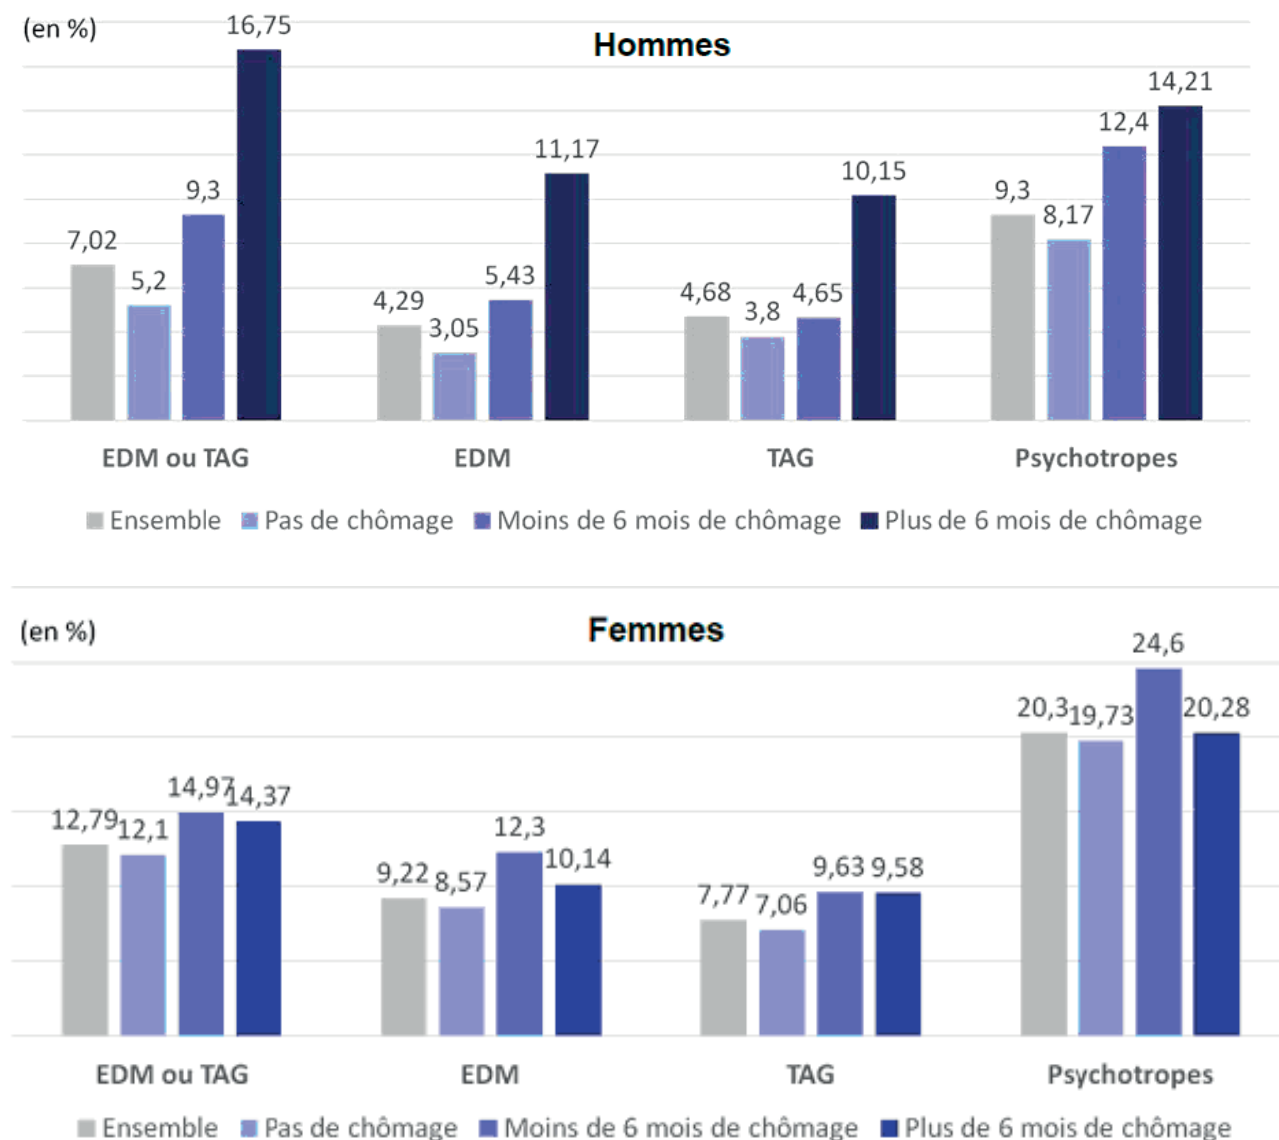 (en %)
Hommes
16,75
14,21
12,4
11,17
10,15
9,3
9,3
8,17
7,02
5,2
5,43
4,29
3,05
4,68
3,8
4,65
EDM ou TAG EDM TAG Psychotropes
Ensemble Pas de chômage Moins de 6 mois de chômage Plus de 6 mois de chômage
(en %)
Femmes
24,6
20,3 19,73 20,28
14,97 14,37
12,79 12,1
12,3
10,14
9,22 8,57
9,63 9,58
7,77 7,06
EDM ou TAG EDM TAG Psychotropes
Ensemble Pas de chômage Moins de 6 mois de chômage Plus de 6 mois de chômage